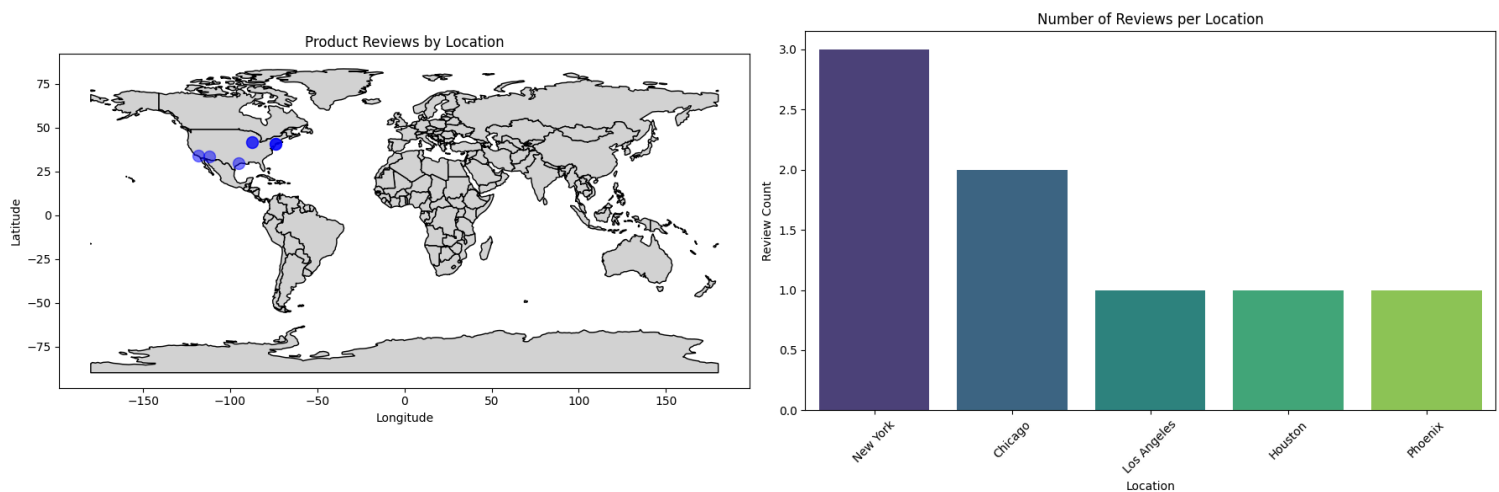 Product Reviews by Location
75
50
25
0
−25
−50
−75
Latitude
−150
−100
−50
0
50
100
150
Longitude
Number of Reviews per Location
3.0
2.5
2.0
1.5
1.0
0.5
0.0
Review Count
New York
Chicago
Los Angeles
Houston
Phoenix
Location